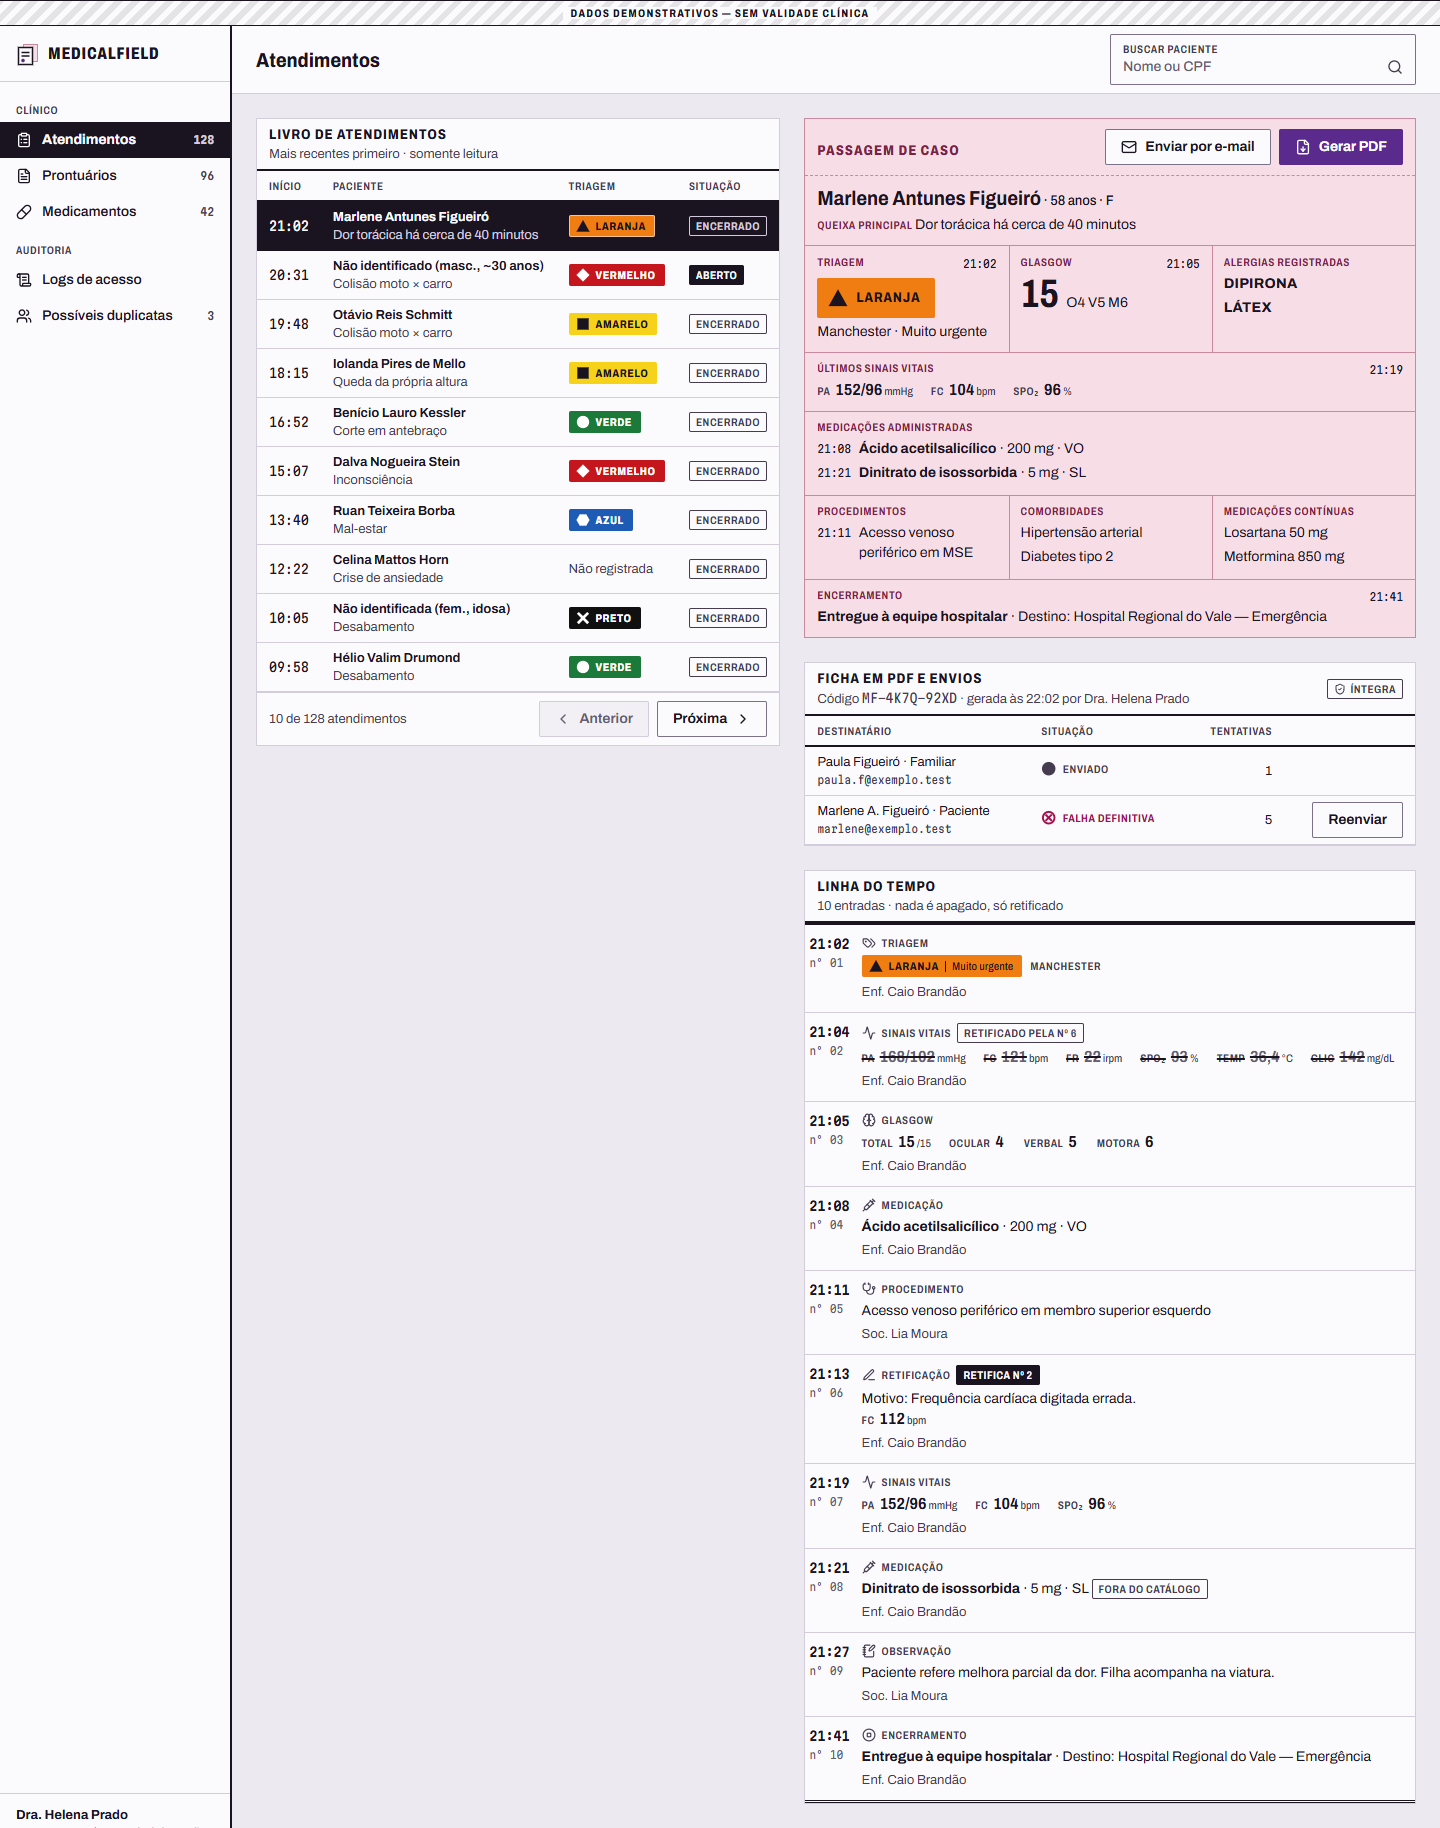 DADOS DEMONSTRATIVOS — SEM VALIDADE CLÍNICA
MEDICALFIELD
CLÍNICO
Atendimentos 128
Prontuários 96
Medicamentos 42
AUDITORIA
Logs de acesso
Possíveis duplicatas 3
Dra. Helena Prado
Atendimentos
BUSCAR PACIENTE
Nome ou CPF
LIVRO DE ATENDIMENTOS
Mais recentes primeiro · somente leitura
INÍCIO PACIENTE TRIAGEM SITUAÇÃO
21:02 Marlene Antunes Figueiró LARANJA ENCERRADO
Dor torácica há cerca de 40 minutos
20:31 Não identificado (masc., ~30 anos) VERMELHO ABERTO
Colisão moto × carro
19:48 Otávio Reis Schmitt AMARELO ENCERRADO
Colisão moto × carro
18:15 Iolanda Pires de Mello AMARELO ENCERRADO
Queda da própria altura
16:52 Benício Lauro Kessler VERDE ENCERRADO
Corte em antebraço
15:07 Dalva Nogueira Stein VERMELHO ENCERRADO
Inconsciência
13:40 Ruan Teixeira Borba AZUL ENCERRADO
Mal-estar
12:22 Celina Mattos Horn Não registrada ENCERRADO
Crise de ansiedade
10:05 Não identificada (fem., idosa) PRETO ENCERRADO
Desabamento
09:58 Hélio Valim Drumond VERDE ENCERRADO
Desabamento
10 de 128 atendimentos Anterior Próxima
PASSAGEM DE CASO Enviar por e-mail Gerar PDF
Marlene Antunes Figueiró · 58 anos · F
QUEIXA PRINCIPAL Dor torácica há cerca de 40 minutos
TRIAGEM 21:02
LARANJA
Manchester · Muito urgente
GLASGOW 21:05
15 O4 V5 M6
ALERGIAS REGISTRADAS
DIPIRONA
LÁTEX
ÚLTIMOS SINAIS VITAIS 21:19
PA 152/96 mmHg FC 104 bpm SPO₂ 96 %
MEDICAÇÕES ADMINISTRADAS
21:08 Ácido acetilsalicílico · 200 mg · VO
21:21 Dinitrato de isossorbida · 5 mg · SL
PROCEDIMENTOS
21:11 Acesso venoso
periférico em MSE
COMORBIDADES
Hipertensão arterial
Diabetes tipo 2
MEDICAÇÕES CONTÍNUAS
Losartana 50 mg
Metformina 850 mg
ENCERRAMENTO 21:41
Entregue à equipe hospitalar · Destino: Hospital Regional do Vale — Emergência
FICHA EM PDF E ENVIOS
Código MF-4K7Q-92XD · gerada às 22:02 por Dra. Helena Prado
ÍNTEGRA
DESTINATÁRIO SITUAÇÃO TENTATIVAS
Paula Figueiró · Familiar ENVIADO 1
paula.f@exemplo.test
Marlene A. Figueiró · Paciente FALHA DEFINITIVA 5 Reenviar
marlene@exemplo.test
LINHA DO TEMPO
10 entradas · nada é apagado, só retificado
21:02 TRIAGEM
n° 01 LARANJA | Muito urgente MANCHESTER
Enf. Caio Brandão
21:04 SINAIS VITAIS RETIFICADO PELA Nº 6
n° 02 PA 168/102 mmHg FC 121 bpm FR 22 irpm SPO₂ 93 % TEMP 36,4 °C GLIC 142 mg/dL
Enf. Caio Brandão
21:05 GLASGOW
n° 03 TOTAL 15 /15 OCULAR 4 VERBAL 5 MOTORA 6
Enf. Caio Brandão
21:08 MEDICAÇÃO
n° 04 Ácido acetilsalicílico · 200 mg · VO
Enf. Caio Brandão
21:11 PROCEDIMENTO
n° 05 Acesso venoso periférico em membro superior esquerdo
Soc. Lia Moura
21:13 RETIFICAÇÃO RETIFICA Nº 2
n° 06 Motivo: Frequência cardíaca digitada errada.
FC 112 bpm
Enf. Caio Brandão
21:19 SINAIS VITAIS
n° 07 PA 152/96 mmHg FC 104 bpm SPO₂ 96 %
Enf. Caio Brandão
21:21 MEDICAÇÃO
n° 08 Dinitrato de isossorbida · 5 mg · SL FORA DO CATÁLOGO
Enf. Caio Brandão
21:27 OBSERVAÇÃO
n° 09 Paciente refere melhora parcial da dor. Filha acompanha na viatura.
Soc. Lia Moura
21:41 ENCERRAMENTO
n° 10 Entregue à equipe hospitalar · Destino: Hospital Regional do Vale — Emergência
Enf. Caio Brandão